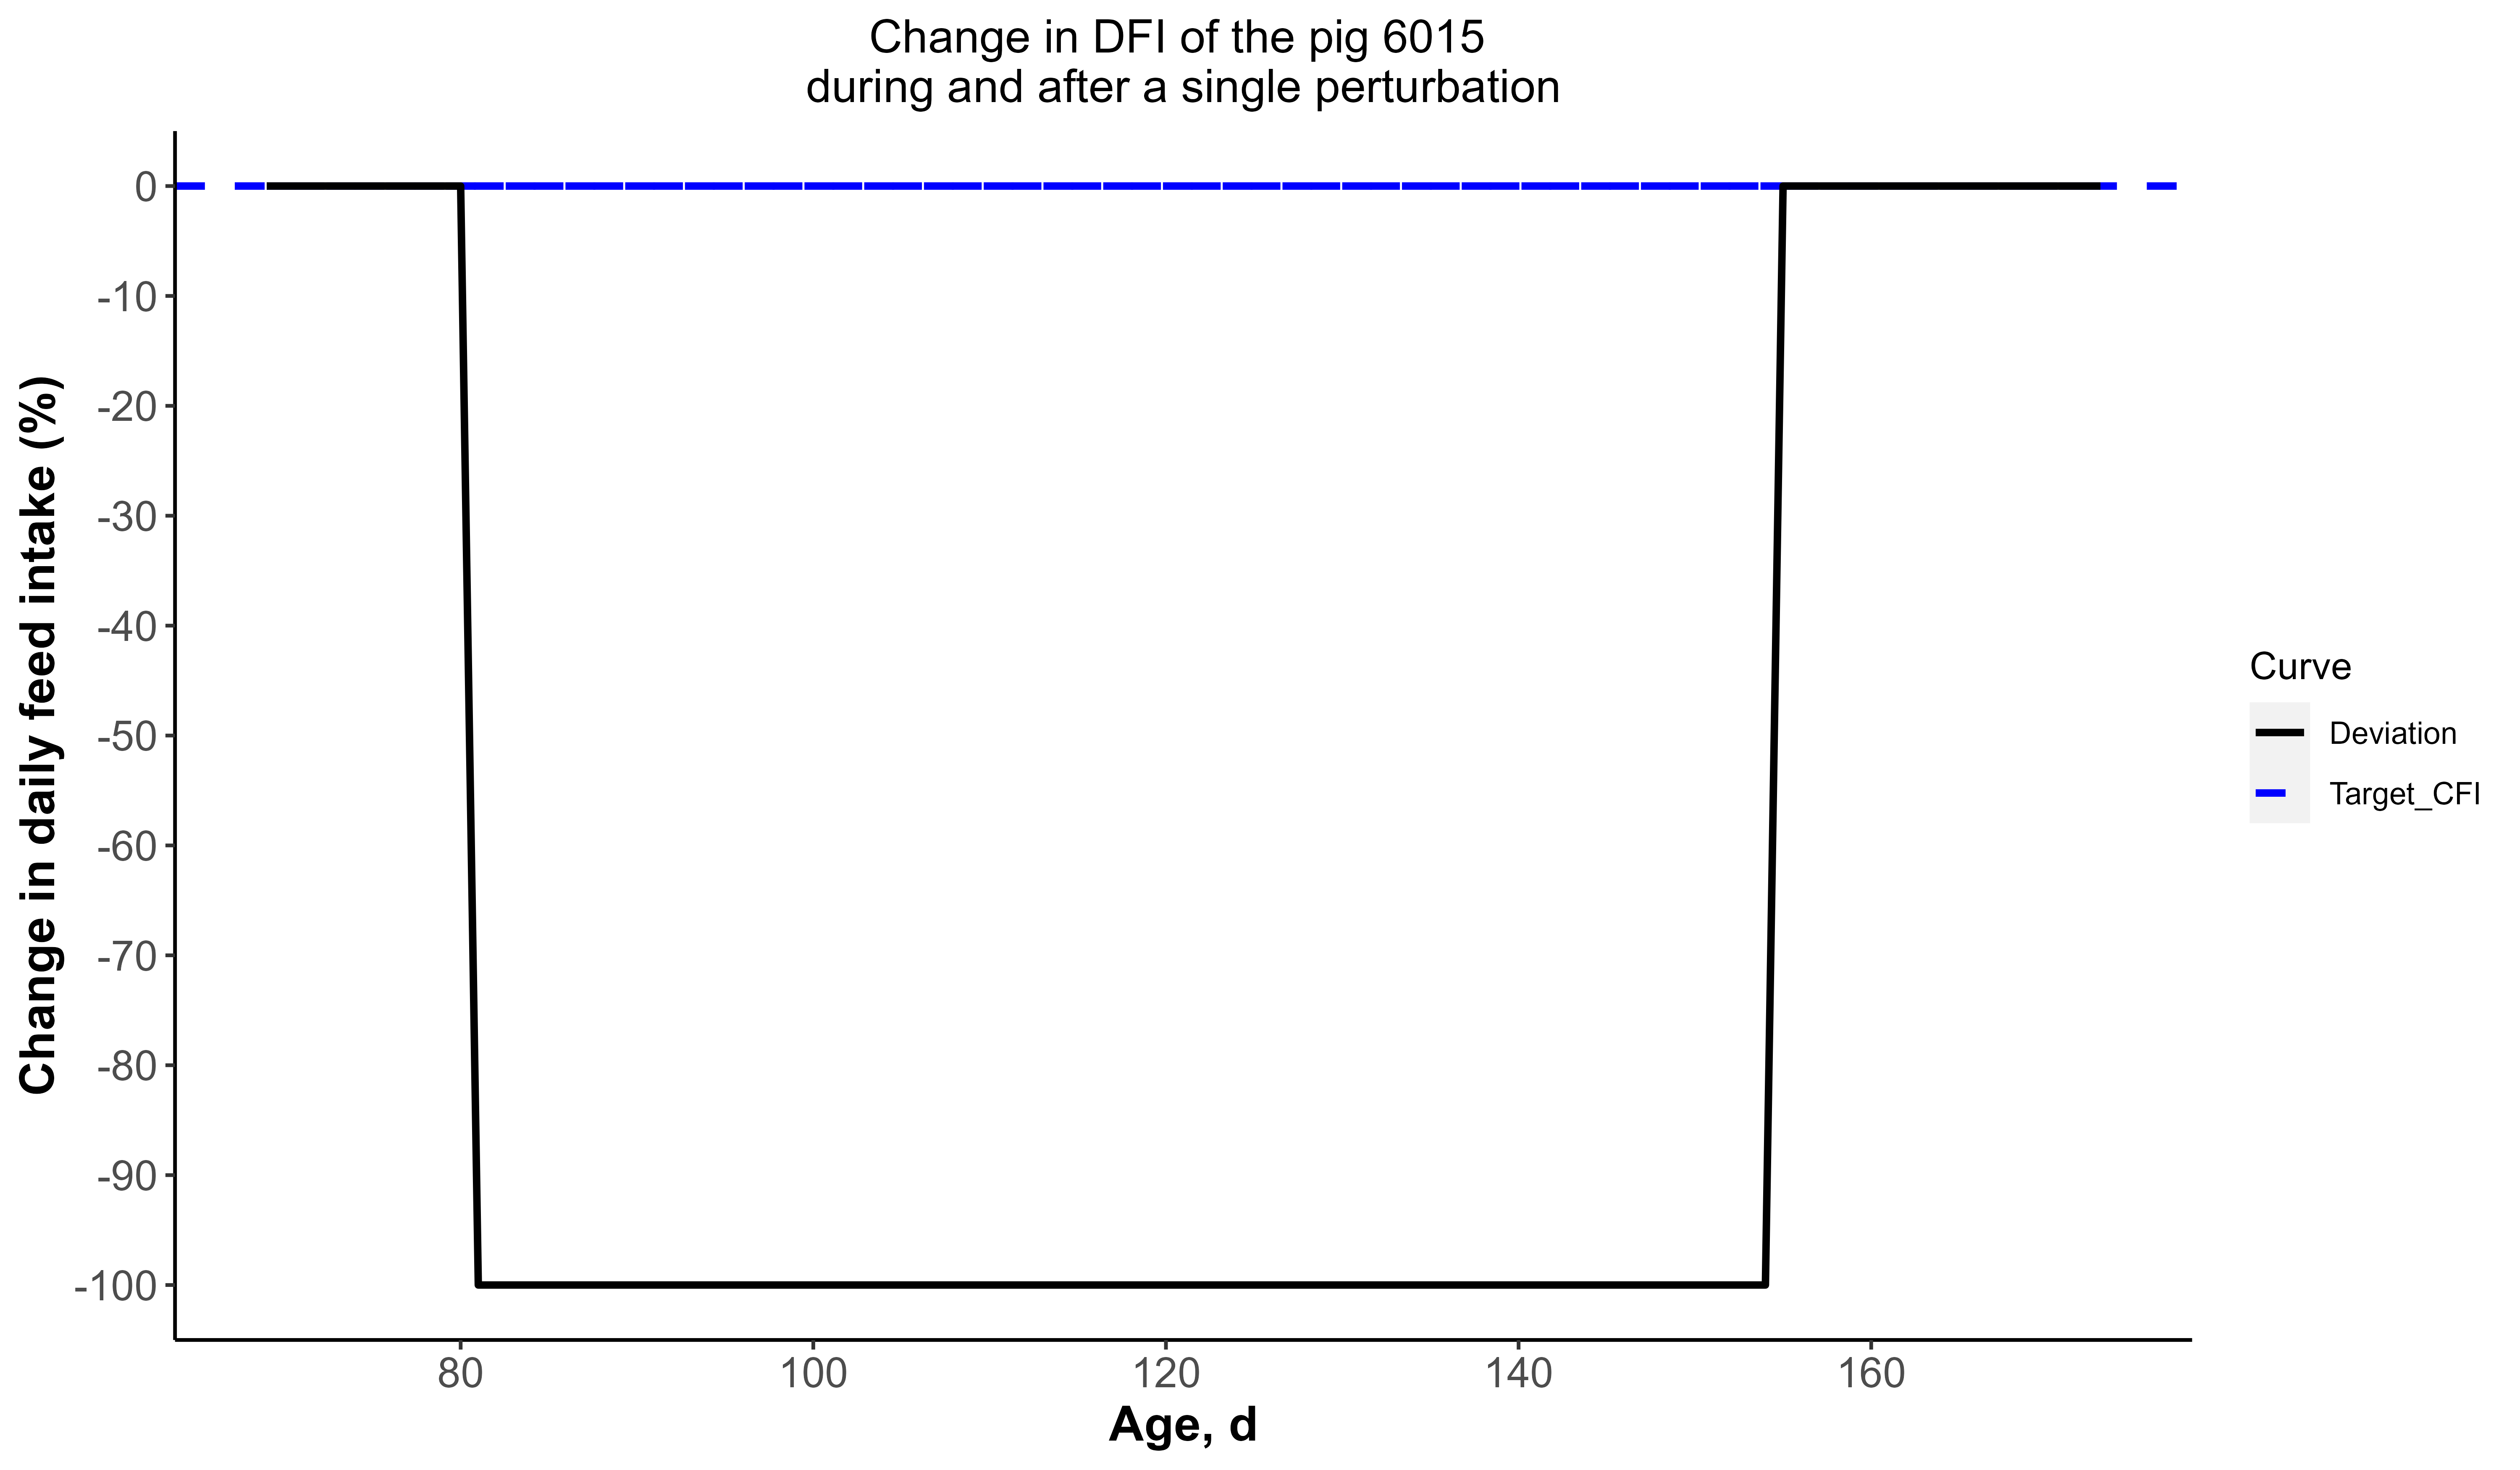 Change in DFI of the pig 6015
during and after a single perturbation
Change in daily feed intake (%)
0
-10
-20
-30
-40
-50
-60
-70
-80
-90
-100
80
100
120
140
160
Age, d
Curve
Deviation
Target_CFI